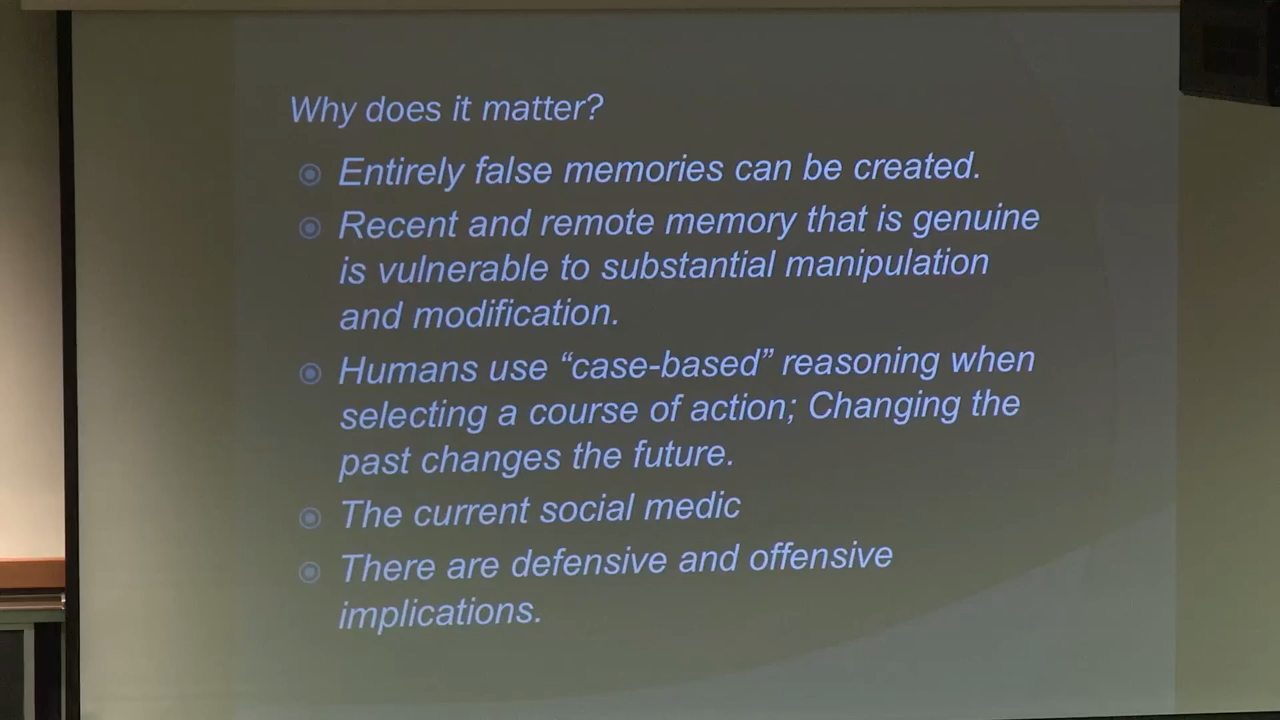 Why does it matter?
Entirely false memories can be created.
Recent and remote memory that is genuine
is vulnerable to substantial manipulation
and modification.
Humans use “case-based” reasoning when
selecting a course of action; Changing the
past changes the future.
The current social medic
There are defensive and offensive
implications.